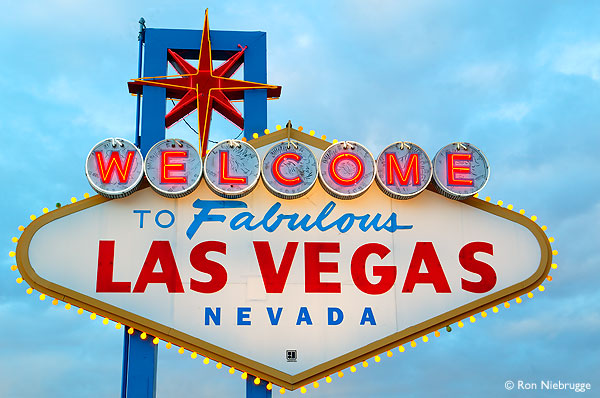 WELCOME
TO Fabulous
LAS VEGAS
NEVADA
© Ron Niebrugge